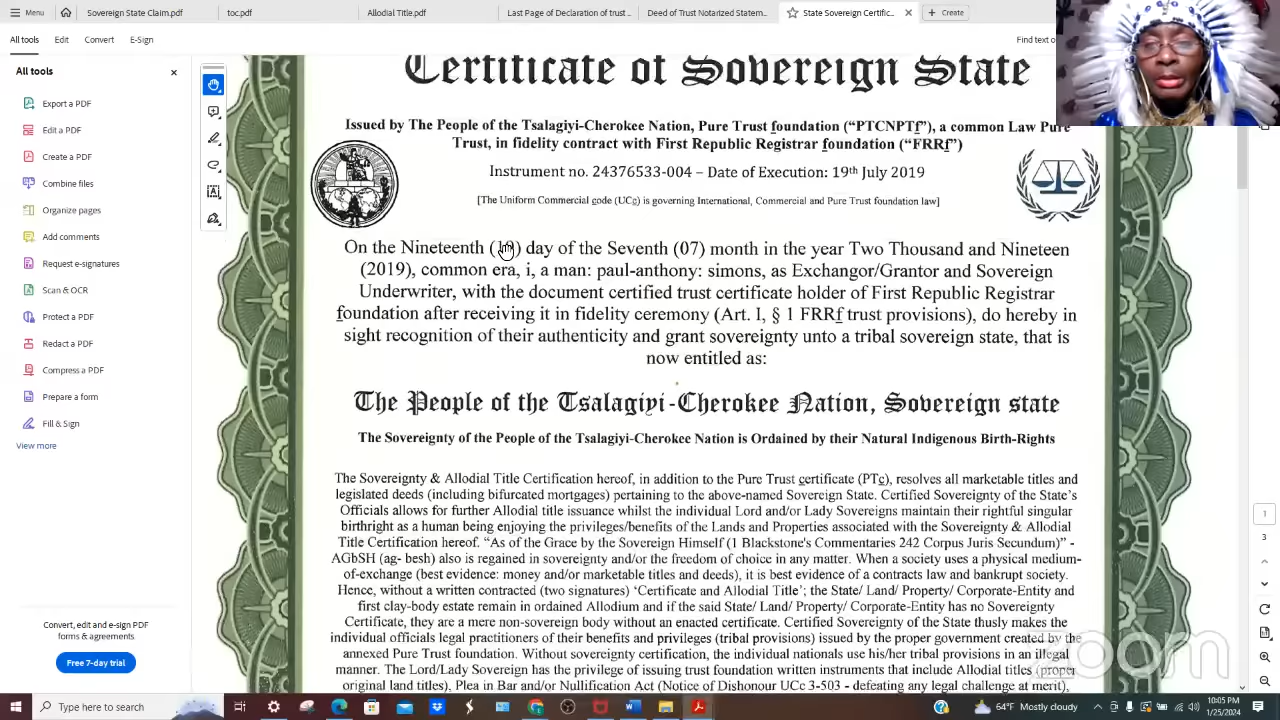 Menu
Sovereign State Claim.pdf
toc.pdf
Allodial Title.pdf
Last Page of Declaration of trust ...
Deed of Trust Notarized Statem...
State Sovereign Certific...
Create
All tools Edit Convert E-Sign
Find text o
All tools
Export a PDF
Edit a PDF
Create a PDF
Combine files
Organize pages
Add comments
Request e-signatures
Scan & OCR
Protect a PDF
Redact a PDF
Compress a PDF
Prepare a form
Fill & Sign
View more
Convert, edit and e-sign PDF
forms & agreements
Free 7-day trial
Certificate of Sovereign State
Issued by The People of the Tsalagiyi-Cherokee Nation, Pure Trust foundation ("PTCNPTf"), a common Law Pure
Trust, in fidelity contract with First Republic Registrar foundation ("FRRf")
Instrument no. 24376533-004 – Date of Execution: 19th July 2019
[The Uniform Commercial code (UCc) is governing International, Commercial and Pure Trust foundation law]
On the Nineteenth (19) day of the Seventh (07) month in the year Two Thousand and Nineteen
(2019), common era, i, a man: paul-anthony: simons, as Exchangor/Grantor and Sovereign
Underwriter, with the document certified trust certificate holder of First Republic Registrar
foundation after receiving it in fidelity ceremony (Art. I, § 1 FRRf trust provisions), do hereby in
sight recognition of their authenticity and grant sovereignty unto a tribal sovereign state, that is
now entitled as:
The People of the Tsalagiyi-Cherokee Nation, Sovereign state
The Sovereignty of the People of the Tsalagiyi-Cherokee Nation is Ordained by their Natural Indigenous Birth-Rights
The Sovereignty & Allodial Title Certification hereof, in addition to the Pure Trust certificate (PTc), resolves all marketable titles and
legislated deeds (including bifurcated mortgages) pertaining to the above-named Sovereign State. Certified Sovereignty of the State's
Officials allows for further Allodial title issuance whilst the individual Lord and/or Lady Sovereigns maintain their rightful singular
birthright as a human being enjoying the privileges/benefits of the Lands and Properties associated with the Sovereignty & Allodial
Title Certification hereof. "As of the Grace by the Sovereign Himself (1 Blackstone's Commentaries 242 Corpus Juris Secundum)" -
AGbSH (ag- besh) also is regained in sovereignty and/or the freedom of choice in any matter. When a society uses a physical medium-
of-exchange (best evidence: money and/or marketable titles and deeds), it is best evidence of a contracts law and bankrupt society.
Hence, without a written contracted (two signatures) 'Certificate and Allodial Title'; the State/ Land/ Property/ Corporate-Entity and
first clay-body estate remain in ordained Allodium and if the said State/ Land/ Property/ Corporate-Entity has no Sovereignty
Certificate, they are a mere non-sovereign body without an enacted certificate. Certified Sovereignty of the State thusly makes the
individual officials legal practitioners of their benefits and privileges (tribal provisions) issued by the proper government created by the
annexed Pure Trust foundation. Without sovereignty certification, the individual nationals use his/her tribal provisions in an illegal
manner. The Lord/Lady Sovereign has the privilege of issuing trust foundation written instruments that include Allodial titles (proper
original land titles), Plea in Bar and/or Nullification Act (Notice of Dishonour UCc 3-503 - defeating any legal challenge at merit),
1
3
zoom
Type here to search
64°F Mostly cloudy
10:05 PM
1/25/2024